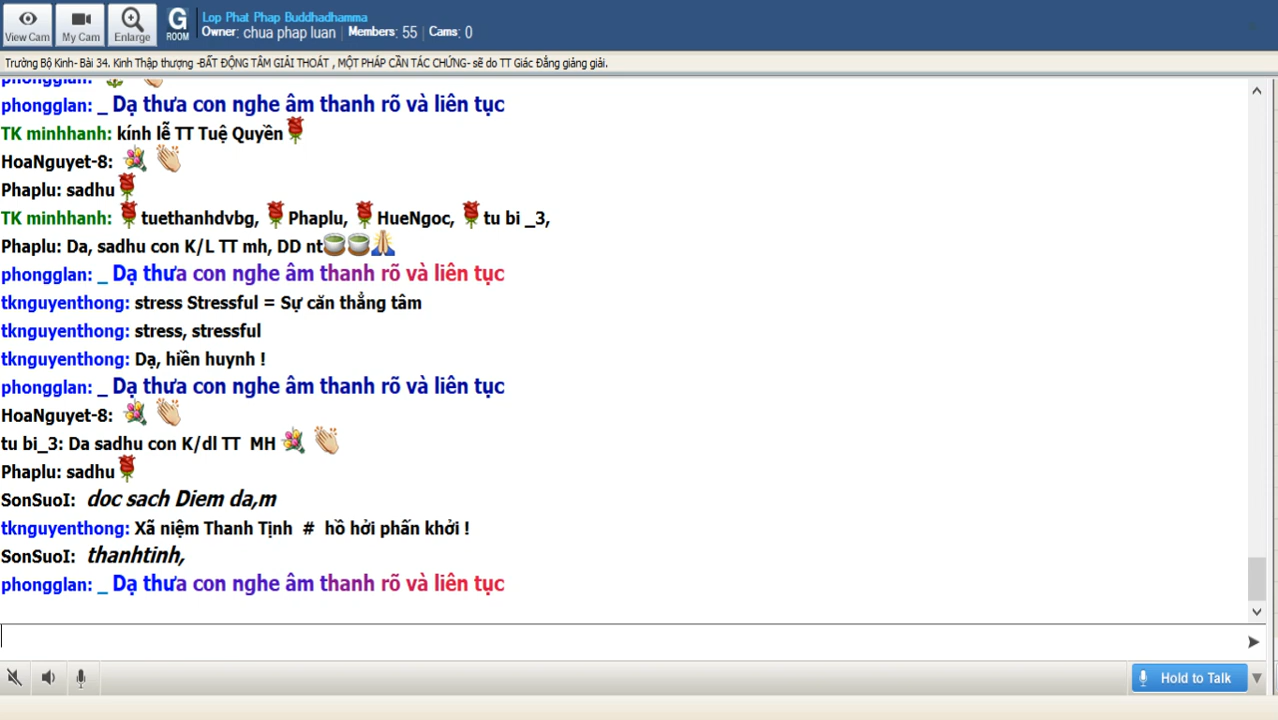 View Cam
My Cam
Enlarge
G
ROOM
Lop Phat Phap Buddhadhamma
Owner: chua phap luan | Members: 55 | Cams: 0
Trường Bộ Kinh- Bài 34. Kinh Thập thượng -BẤT ĐỘNG TÂM GIẢI THOÁT , MỘT PHÁP CẦN TÁC CHỨNG- sẽ do TT Giác Đẳng giảng giải.
phongglan:
phongglan: _ Dạ thưa con nghe âm thanh rõ và liên tục
TK minhhanh: kính lễ TT Tuệ Quyền
HoaNguyet-8:
Phaplu: sadhu
TK minhhanh: tuethanhdvbg, Phaplu, HueNgoc, tu bi _3,
Phaplu: Da, sadhu con K/L TT mh, DD nt
phongglan: _ Dạ thưa con nghe âm thanh rõ và liên tục
tknguyenthong: stress Stressful = Sự căn thẳng tâm
tknguyenthong: stress, stressful
tknguyenthong: Dạ, hiền huynh !
phongglan: _ Dạ thưa con nghe âm thanh rõ và liên tục
HoaNguyet-8:
tu bi_3: Da sadhu con K/dl TT MH
Phaplu: sadhu
SonSuoI: doc sach Diem da,m
tknguyenthong: Xã niệm Thanh Tịnh # hồ hởi phấn khởi !
SonSuoI: thanhtinh,
phongglan: _ Dạ thưa con nghe âm thanh rõ và liên tục
Hold to Talk